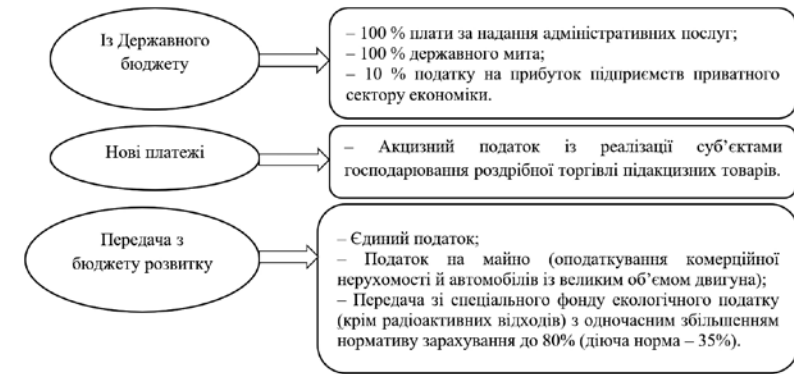 Із Державного
бюджету
– 100 % плати за надання адміністративних послуг;
– 100 % державного мита;
– 10 % податку на прибуток підприємств приватного
сектору економіки.
Нові платежі
– Акцизний податок із реалізації суб’єктами
господарювання роздрібної торгівлі підакцизних товарів.
Передача з
бюджету розвитку
– Єдиний податок;
– Податок на майно (оподаткування комерційної
нерухомості й автомобілів із великим об’ємом двигуна);
– Передача зі спеціального фонду екологічного податку
(крім радіоактивних відходів) з одночасним збільшенням
нормативу зарахування до 80% (діюча норма – 35%).